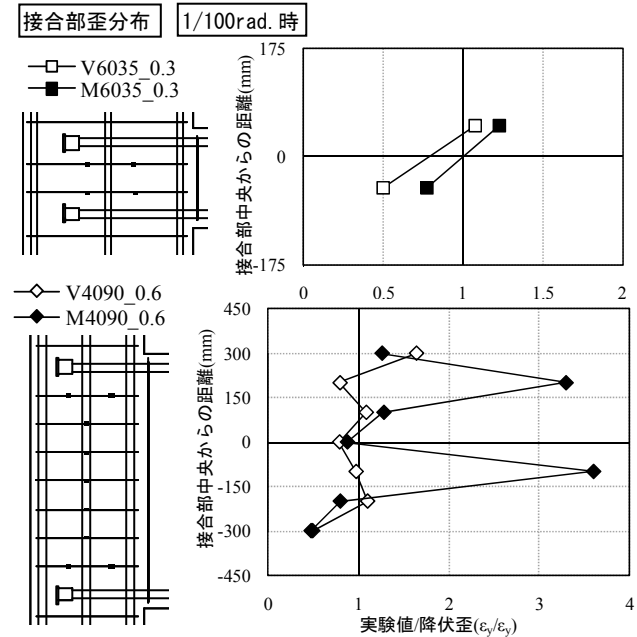 接合部歪分布 1/100rad.時
V6035_0.3
M6035_0.3
接合部中央からの距離(mm)
175
0
-175
0 0.5 1 1.5 2
V4090_0.6
M4090_0.6
接合部中央からの距離(mm)
450
300
150
0
-150
-300
-450
0 1 2 3 4
実験値/降伏歪(εy/εy)